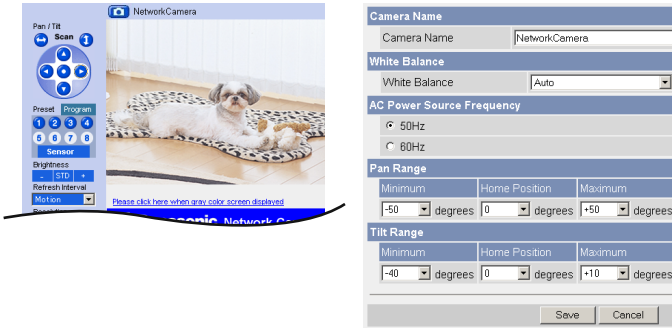 NetworkCamera
Pan / Tilt
Scan
Preset Program
1 2 3 4
5 6 7 8
Sensor
Brightness
- STD +
Refresh Interval
Motion
Please click here when gray color screen displayed
Network
Camera Name
Camera Name NetworkCamera
White Balance
White Balance Auto
AC Power Source Frequency
50Hz
60Hz
Pan Range
Minimum Home Position Maximum
-50 degrees 0 degrees +50 degrees
Tilt Range
Minimum Home Position Maximum
-40 degrees 0 degrees +10 degrees
Save Cancel